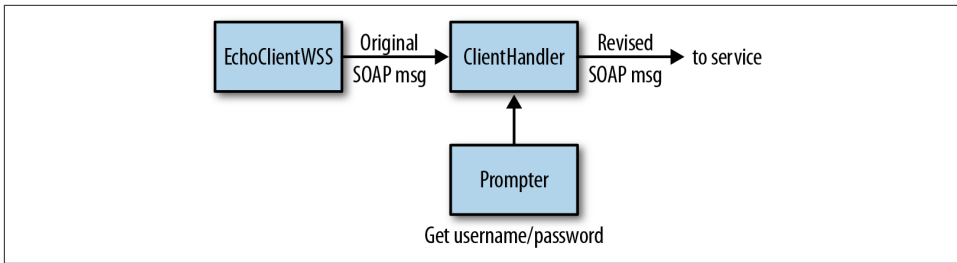 EchoClientWSS
Original
SOAP msg
ClientHandler
Revised
SOAP msg
to service
Prompter
Get username/password